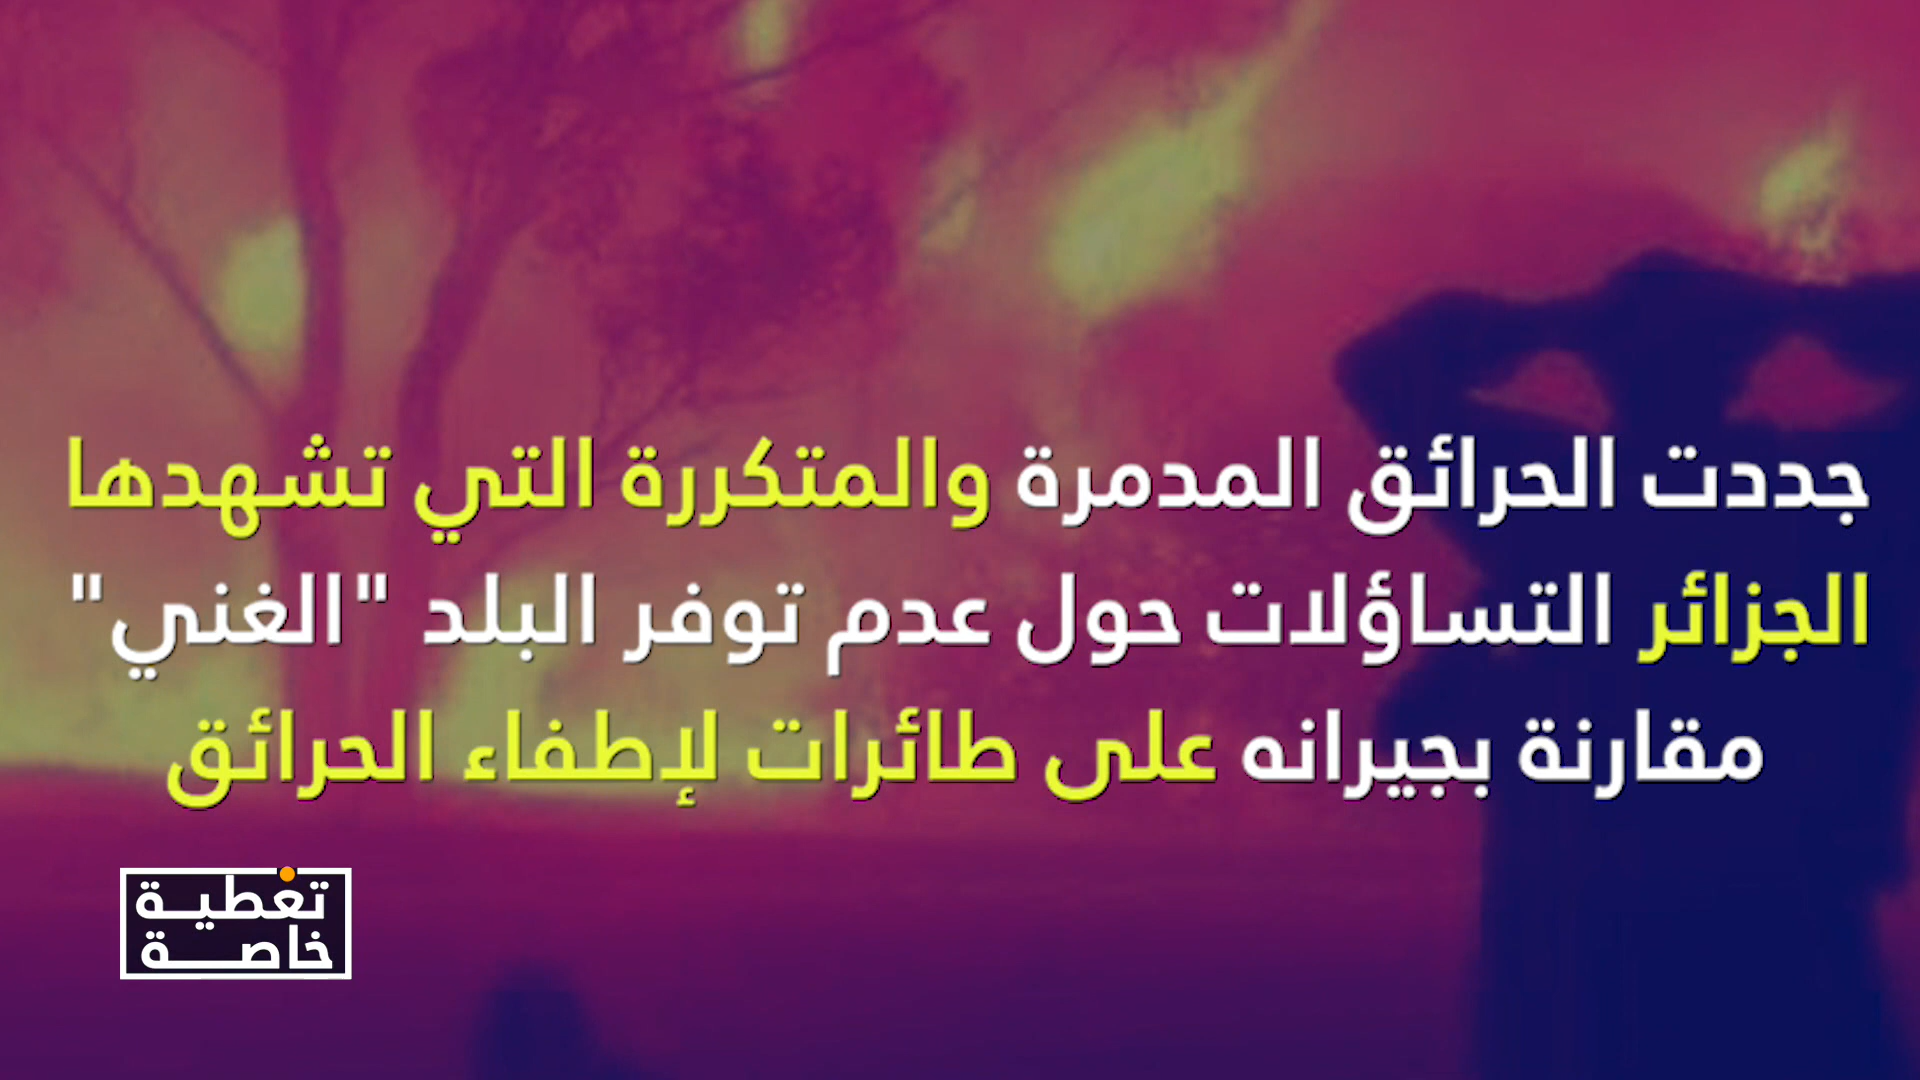 جددت الحرائق المدمرة والمتكررة التي تشهدها
الجزائر التساؤلات حول عدم توفر البلد "الغني"
مقارنة بجيرانه على طائرات لإطفاء الحرائق
تغطية
خاصة